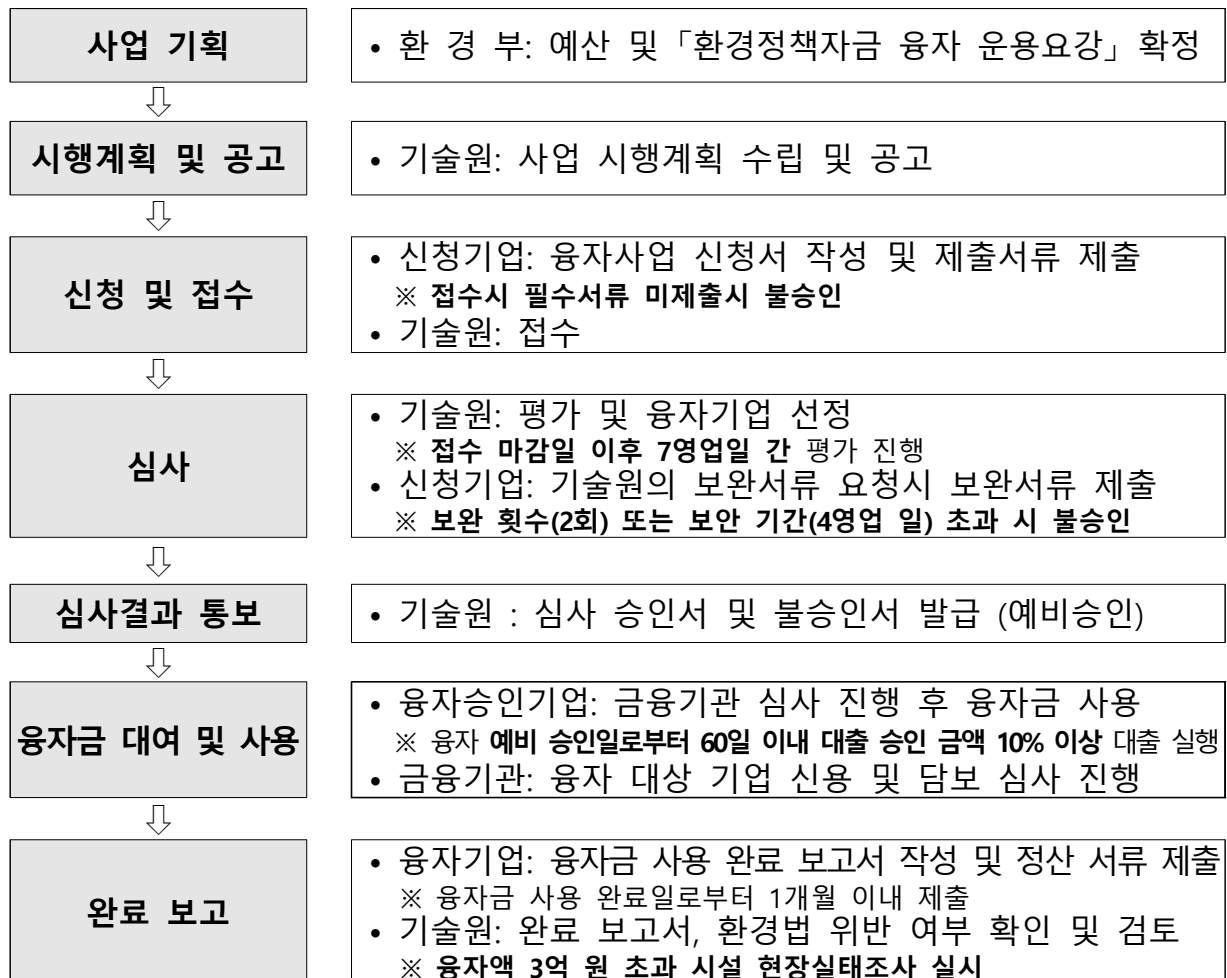 사업 기획
• 환 경 부: 예산 및「환경정책자금 융자 운용요강」확정
시행계획 및 공고
• 기술원: 사업 시행계획 수립 및 공고
신청 및 접수
• 신청기업: 융자사업 신청서 작성 및 제출서류 제출
※ 접수시 필수서류 미제출시 불승인
• 기술원: 접수
심사
• 기술원: 평가 및 융자기업 선정
※ 접수 마감일 이후 7영업일 간 평가 진행
• 신청기업: 기술원의 보완서류 요청시 보완서류 제출
※ 보완 횟수(2회) 또는 보안 기간(4영업 일) 초과 시 불승인
심사결과 통보
• 기술원 : 심사 승인서 및 불승인서 발급 (예비승인)
융자금 대여 및 사용
• 융자승인기업: 금융기관 심사 진행 후 융자금 사용
※ 융자 예비 승인일로부터 60일 이내 대출 승인 금액 10% 이상 대출 실행
• 금융기관: 융자 대상 기업 신용 및 담보 심사 진행
완료 보고
• 융자기업: 융자금 사용 완료 보고서 작성 및 정산 서류 제출
※ 융자금 사용 완료일로부터 1개월 이내 제출
• 기술원: 완료 보고서, 환경법 위반 여부 확인 및 검토
※ 융자액 3억 원 초과 시설 현장실태조사 실시